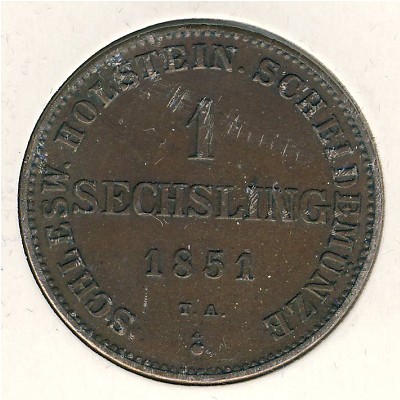 SCHLESW. HOLSTEIN. SCHEIDEMÜNZE
1
SECHSLING
1851
T.A.